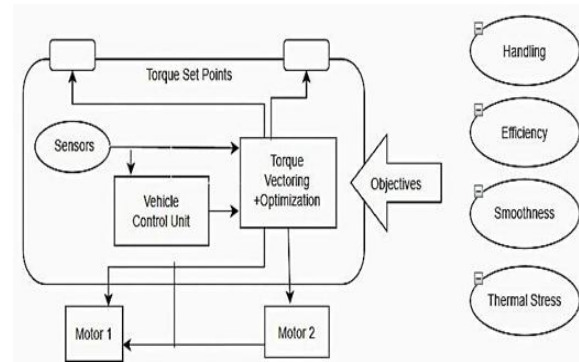 Torque Set Points
Sensors
Torque
Vectoring
+Optimization
Vehicle
Control Unit
Objectives
Motor 1
Motor 2
Handling
Efficiency
Smoothness
Thermal Stress